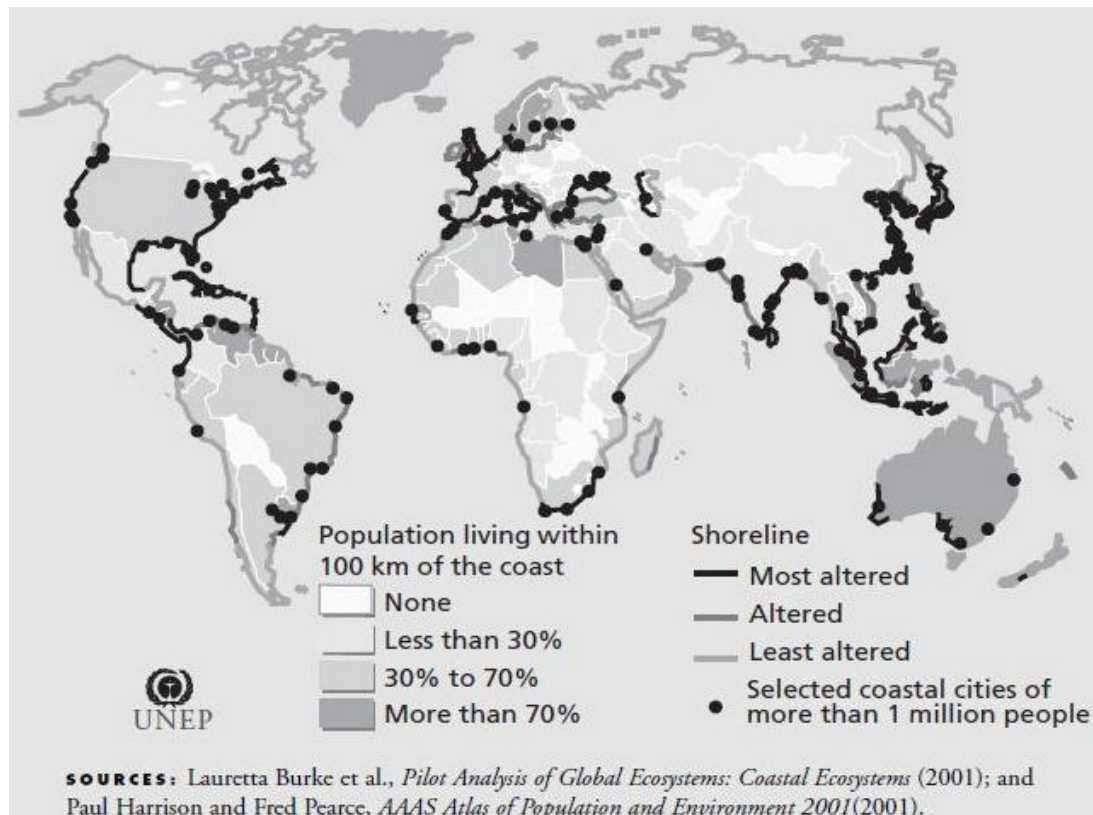 Population living within
100 km of the coast
None
Less than 30%
30% to 70%
More than 70%
Shoreline
Most altered
Altered
Least altered
Selected coastal cities of
more than 1 million people
UNEP
SOURCES: Lauretta Burke et al., Pilot Analysis of Global Ecosystems: Coastal Ecosystems (2001); and
Paul Harrison and Fred Pearce, AAAS Atlas of Population and Environment 2001(2001).